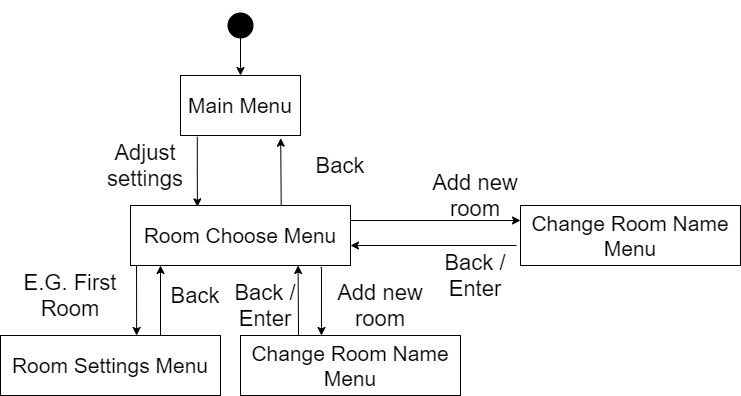 Main Menu
Adjust
settings
Back
Add new
room
Room Choose Menu
Change Room Name
Menu
Back /
Enter
E.G. First
Room
Back
Back /
Enter
Add new
room
Room Settings Menu
Change Room Name
Menu